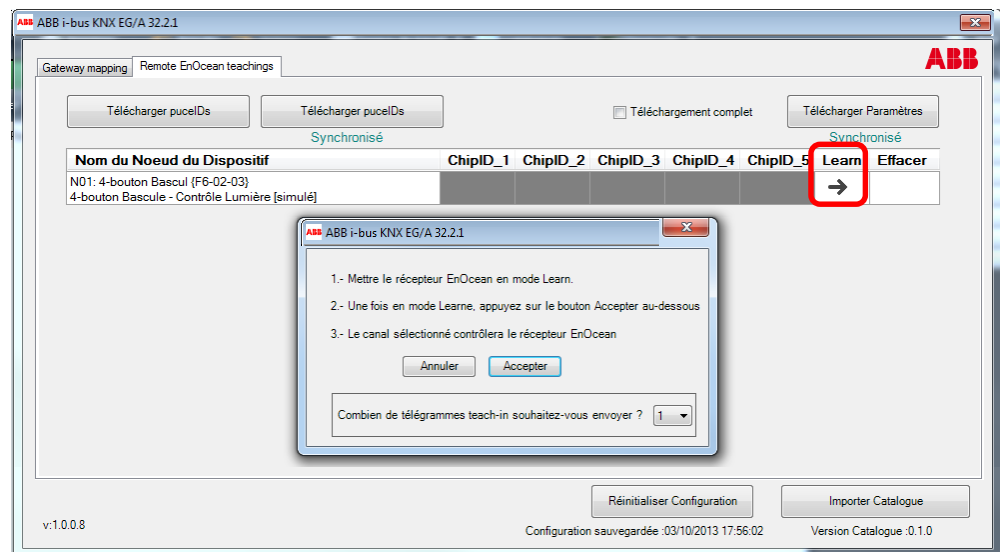 ABB ABB i-bus KNX EG/A 32.2.1
ABB
Gateway mapping Remote EnOcean teachings
Télécharger puceIDs Télécharger puceIDs Téléchargement complet Télécharger Paramètres
Synchronisé Synchronisé
Nom du Noeud du Dispositif ChipID_1 ChipID_2 ChipID_3 ChipID_4 ChipID_5 Learn Effacer
N01: 4-bouton Bascul {F6-02-03}
4-bouton Bascule - Contrôle Lumière [simulé]
ABB ABB i-bus KNX EG/A 32.2.1
1.- Mettre le récepteur EnOcean en mode Learn.
2.- Une fois en mode Learne, appuyez sur le bouton Accepter au-dessous
3.- Le canal sélectionné contrôlera le récepteur EnOcean
Annuler Accepter
Combien de télégrammes teach-in souhaitez-vous envoyer ? 1
Réinitialiser Configuration Importer Catalogue
v:1.0.0.8 Configuration sauvegardée :03/10/2013 17:56:02 Version Catalogue :0.1.0